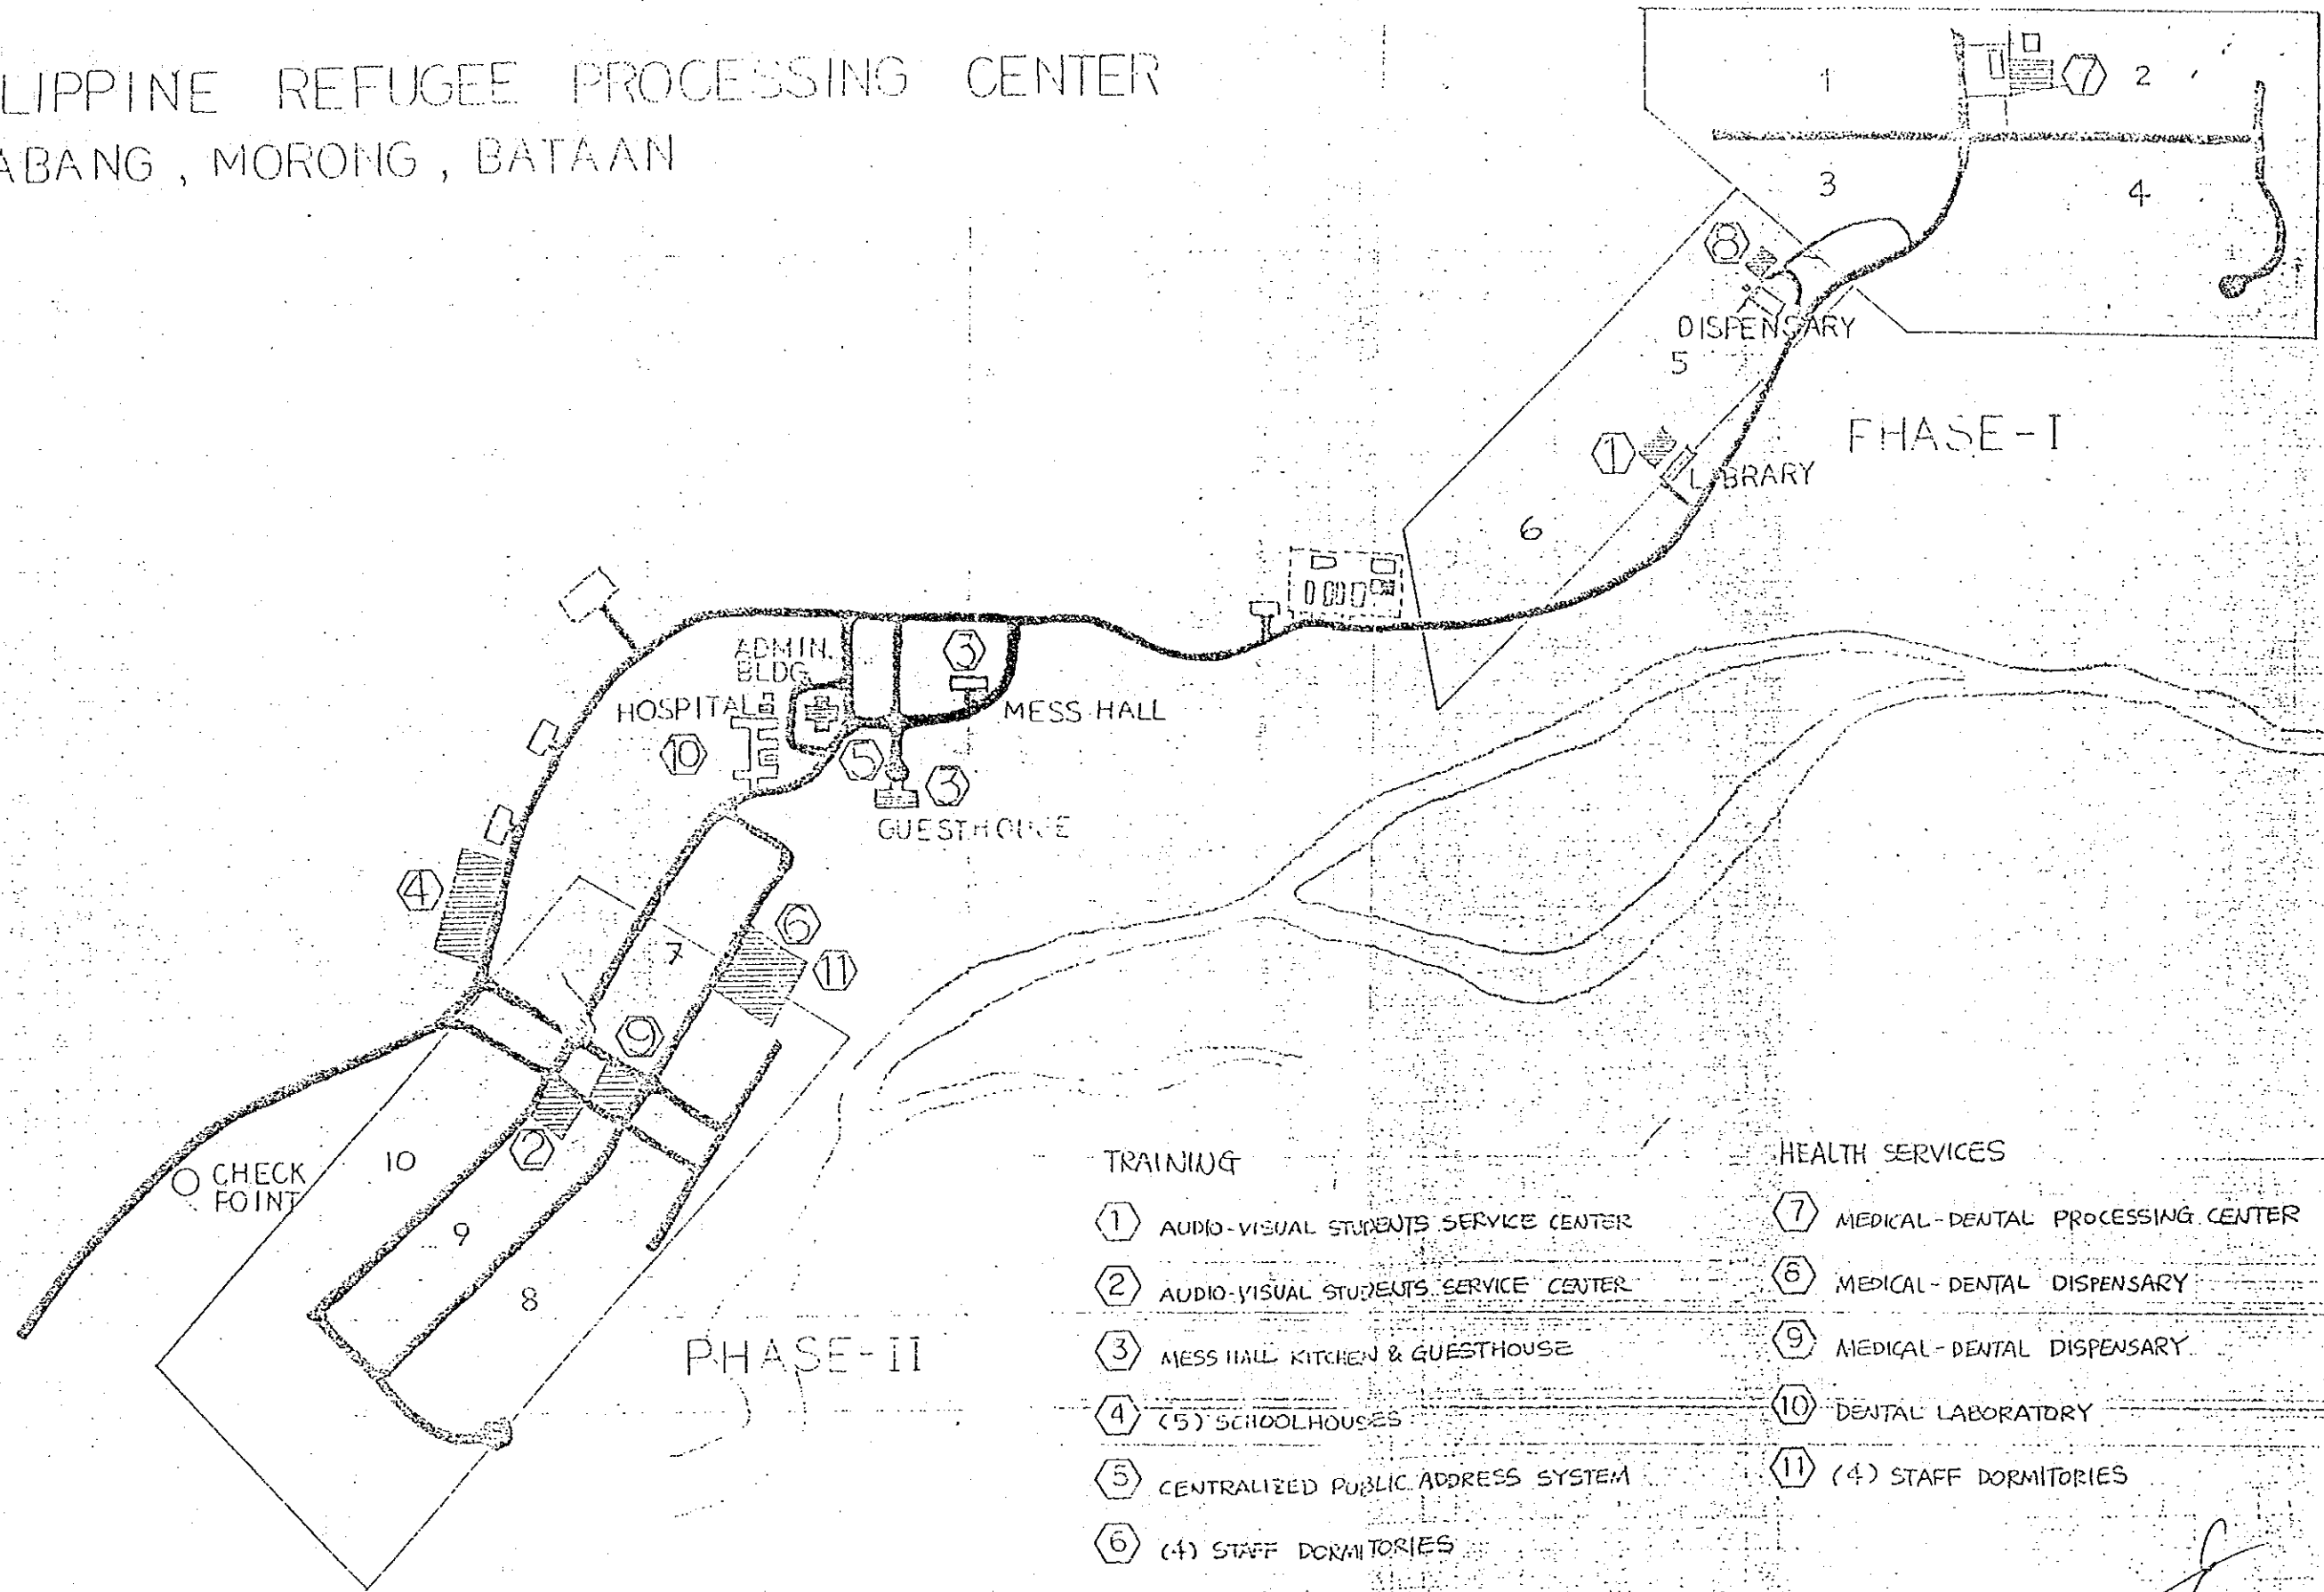 LIPPINE REFUGEE PROCESSING CENTER
ABANG, MORONG, BATAAN
1
7
2
3
4
8
DISPENSARY
5
PHASE-I
1
LIBRARY
6
ADMIN.
BLDG.
3
HOSPITAL
MESS HALL
10
5
3
GUESTHOUSE
4
6
7
11
9
10
2
CHECK
POINT
9
8
PHASE-II
TRAINING
1 AUDIO-VISUAL STUDENTS SERVICE CENTER
2 AUDIO-VISUAL STUDENTS SERVICE CENTER
3 MESS HALL KITCHEN & GUESTHOUSE
4 (5) SCHOOLHOUSES
5 CENTRALIZED PUBLIC ADDRESS SYSTEM
6 (4) STAFF DORMITORIES
HEALTH SERVICES
7 MEDICAL-DENTAL PROCESSING CENTER
8 MEDICAL-DENTAL DISPENSARY
9 MEDICAL-DENTAL DISPENSARY
10 DENTAL LABORATORY
11 (4) STAFF DORMITORIES